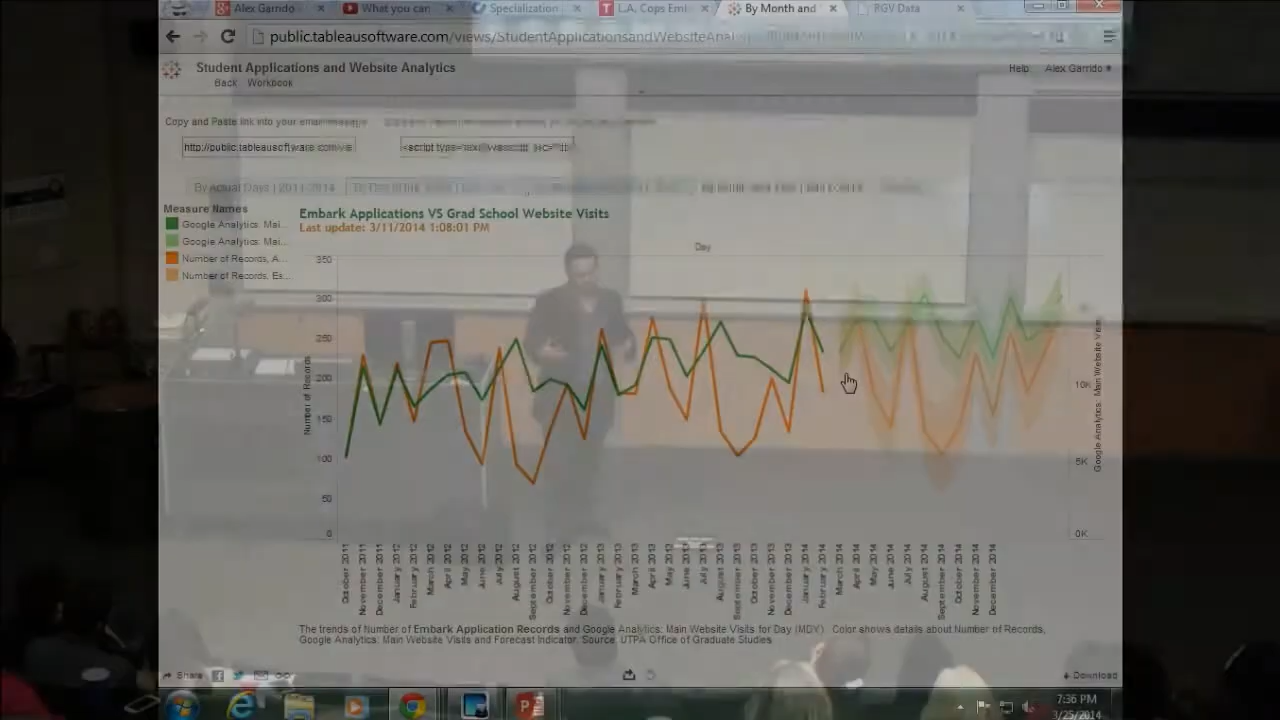 Alex Garrido
What you can
Specialization
L.A. Cops Em
By Month and
RGV Data
public.tableausoftware.com/views/StudentApplicationsandWebsiteAnal
Student Applications and Website Analytics
Help
Alex Garrido
Back Workbook
Copy and Paste link into your email message
http://public.tableausoftware.com/vie
<script type=
By Actual Days | 2011-2014
Measure Names
Google Analytics: Mai...
Google Analytics: Mai...
Number of Records, A...
Number of Records, Es...
Embark Applications VS Grad School Website Visits
Last update: 3/11/2014 1:08:01 PM
Day
350
300
250
200
150
100
50
0
Number of Records
10K
5K
0K
Google Analytics: Main Website Visits
October 2011
November 2011
December 2011
January 2012
February 2012
March 2012
April 2012
May 2012
June 2012
July 2012
August 2012
September 2012
October 2012
November 2012
December 2012
January 2013
February 2013
March 2013
April 2013
May 2013
June 2013
July 2013
August 2013
September 2013
October 2013
November 2013
December 2013
January 2014
February 2014
March 2014
April 2014
May 2014
June 2014
July 2014
August 2014
September 2014
October 2014
November 2014
December 2014
The trends of Number of Embark Application Records and Google Analytics: Main Website Visits for Day (MDY). Color shows details about Number of Records,
Google Analytics: Main Website Visits and Forecast Indicator. Source: UTPA Office of Graduate Studies
Share
Download
7:36 PM
3/25/2014